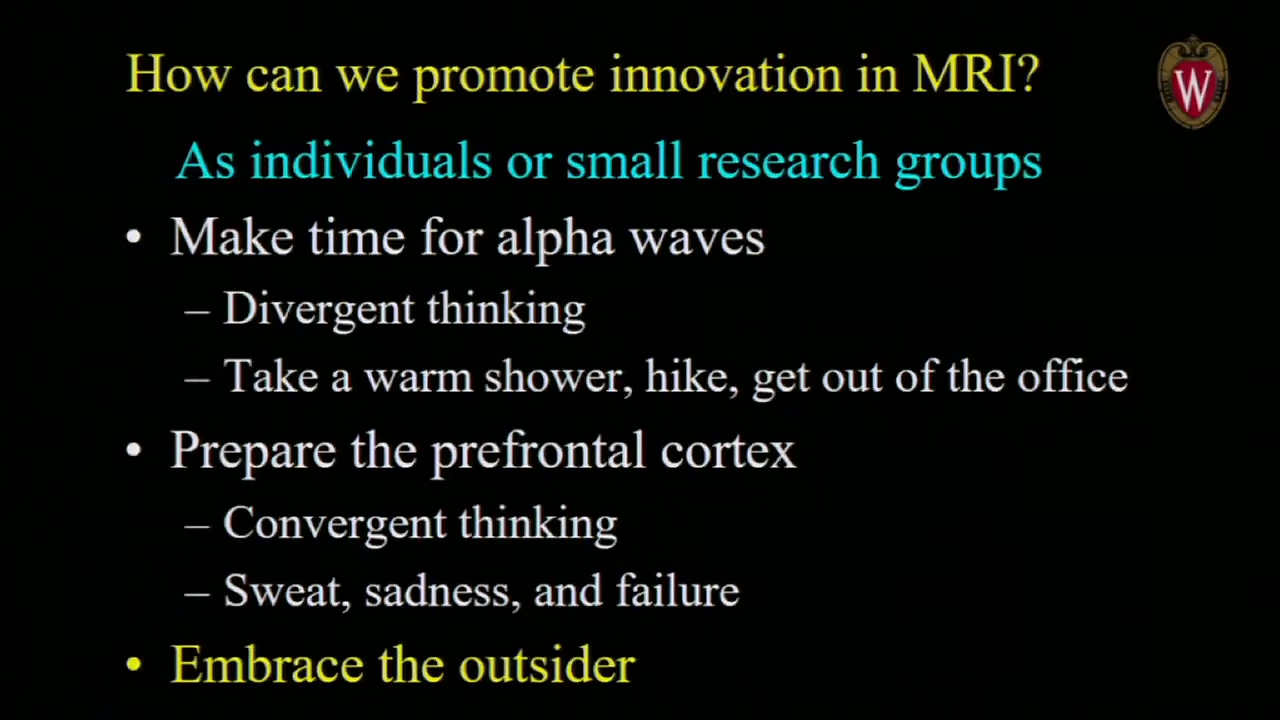 How can we promote innovation in MRI?
W
As individuals or small research groups
• Make time for alpha waves
– Divergent thinking
– Take a warm shower, hike, get out of the office
• Prepare the prefrontal cortex
– Convergent thinking
– Sweat, sadness, and failure
• Embrace the outsider